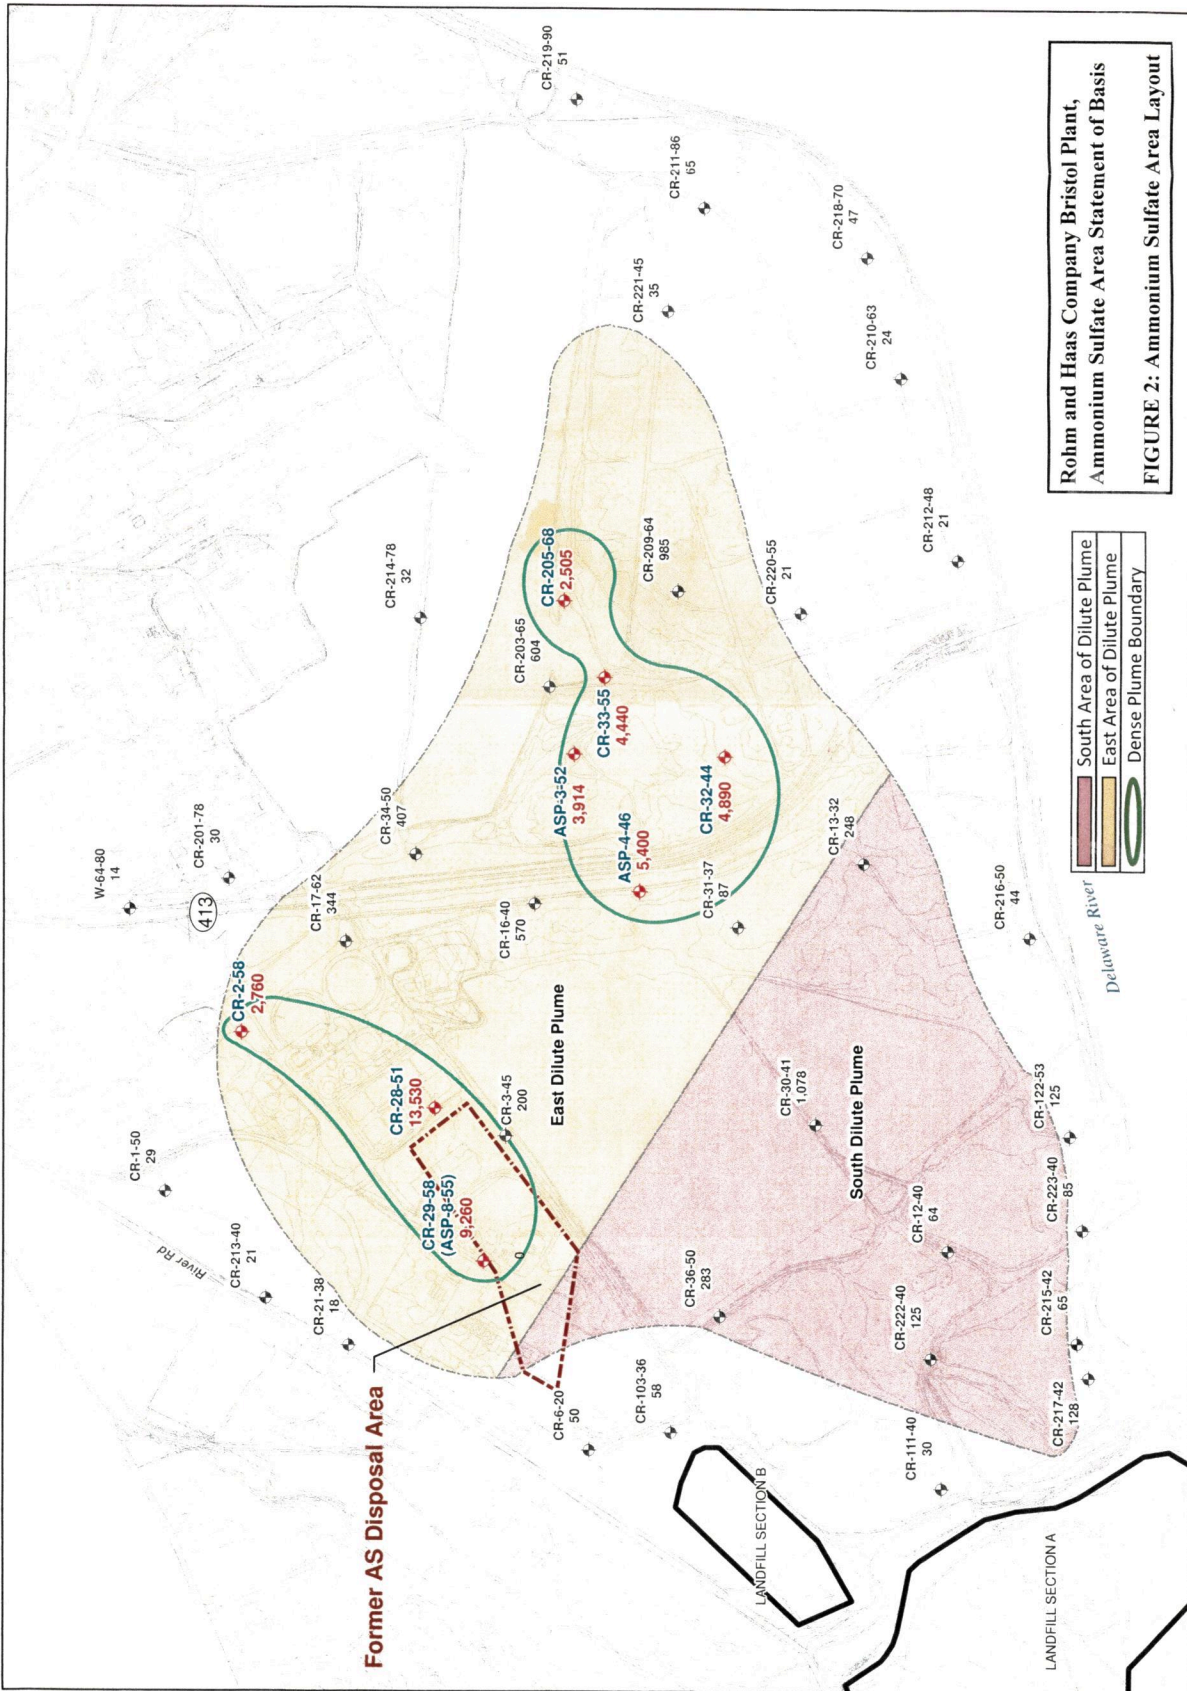 Rohm and Haas Company Bristol Plant,
Ammonium Sulfate Area Statement of Basis
FIGURE 2: Ammonium Sulfate Area Layout
South Area of Dilute Plume
East Area of Dilute Plume
Dense Plume Boundary
Delaware River
River Rd
413
Former AS Disposal Area
East Dilute Plume
South Dilute Plume
LANDFILL SECTION B
LANDFILL SECTION A
W-64-80
14
CR-201-78
30
CR-1-50
29
CR-213-40
21
CR-21-38
18
CR-2-58
2,760
CR-17-62
344
CR-34-50
407
CR-214-78
32
CR-219-90
51
CR-211-86
65
CR-221-45
35
CR-218-70
47
CR-210-63
24
CR-212-48
21
CR-220-55
21
CR-209-64
985
CR-205-68
2,505
CR-203-65
604
CR-33-55
4,440
ASP-3-52
3,914
CR-32-44
4,890
ASP-4-46
5,400
CR-31-37
87
CR-16-40
570
CR-28-51
13,530
CR-3-45
200
CR-29-58
(ASP-8-55)
9,260
0
CR-6-20
50
CR-103-36
58
CR-36-50
283
CR-30-41
1,078
CR-13-32
248
CR-216-50
44
CR-122-53
125
CR-223-40
85
CR-12-40
64
CR-222-40
125
CR-215-42
65
CR-217-42
128
CR-111-40
30